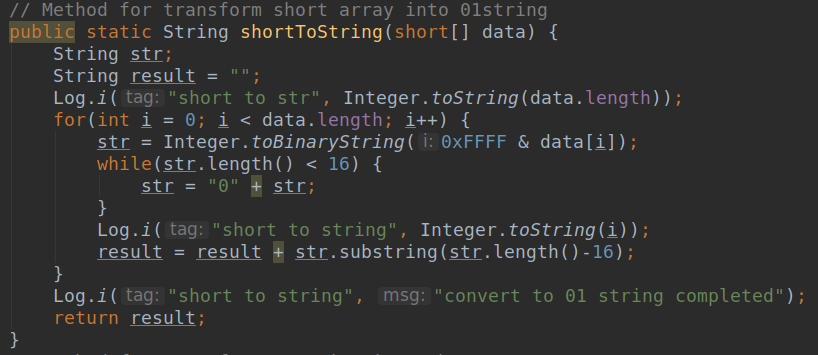 // Method for transform short array into 01string
public static String shortToString(short[] data) {
String str;
String result = "";
Log.i( tag: "short to str", Integer.toString(data.length));
for(int i = 0; i < data.length; i++) {
str = Integer.toBinaryString( i: 0xFFFF & data[i]);
while(str.length() < 16) {
str = "0" + str;
}
Log.i( tag: "short to string", Integer.toString(i));
result = result + str.substring(str.length()-16);
}
Log.i( tag: "short to string", msg: "convert to 01 string completed");
return result;
}